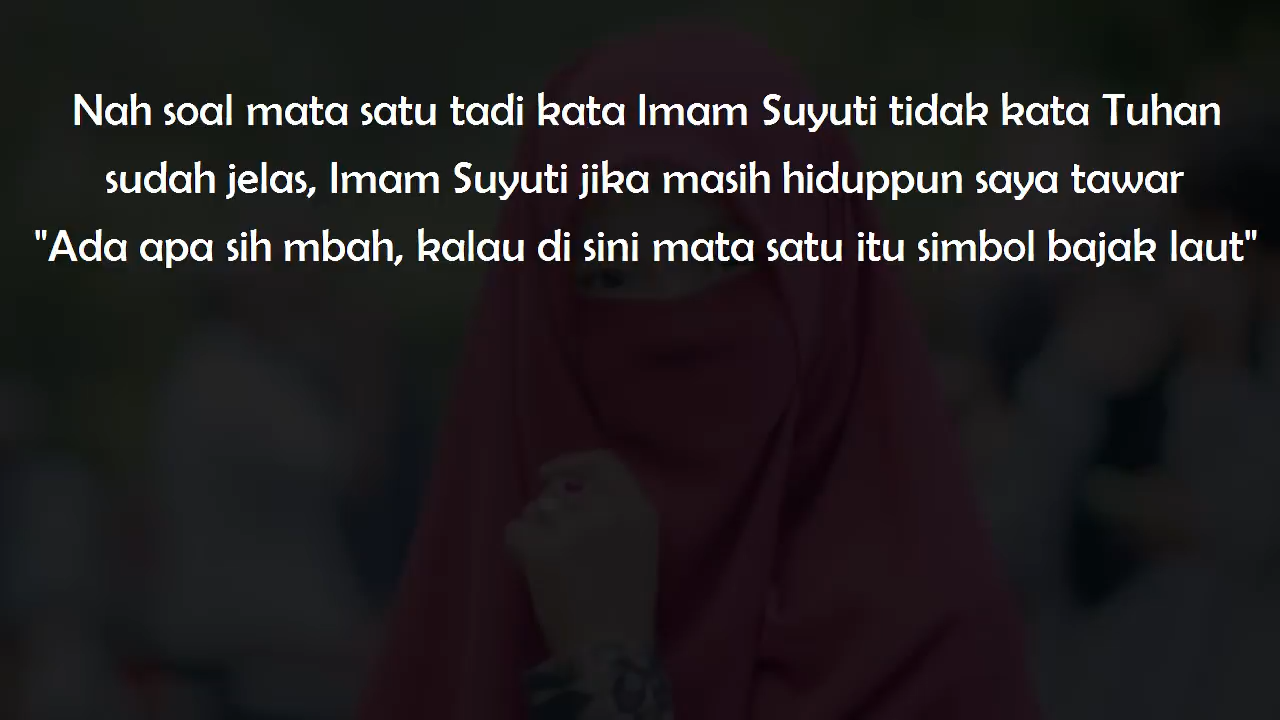 Nah soal mata satu tadi kata Imam Suyuti tidak kata Tuhan
sudah jelas, Imam Suyuti jika masih hiduppun saya tawar
"Ada apa sih mbah, kalau di sini mata satu itu simbol bajak laut"